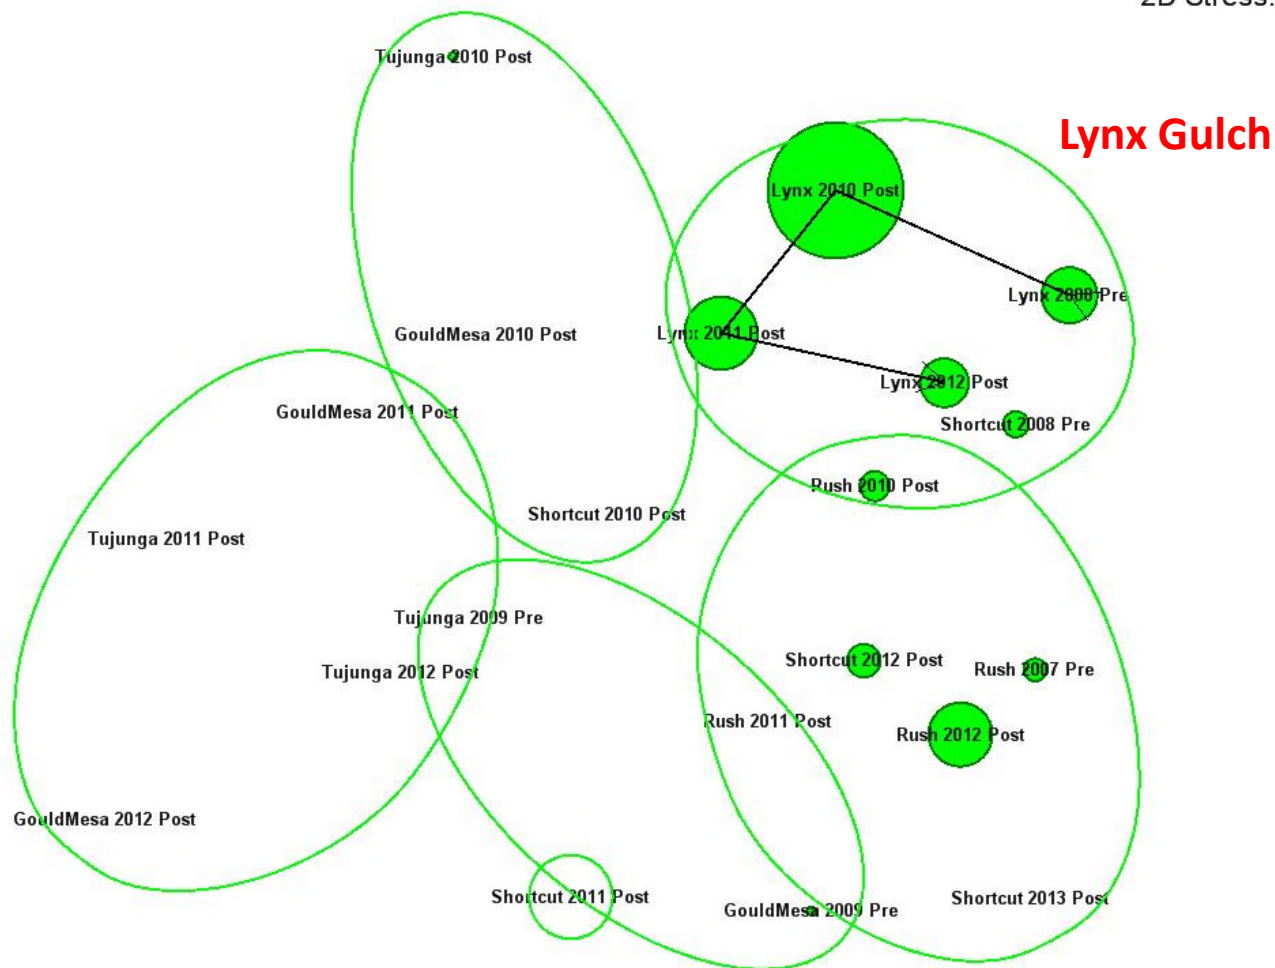 2D Stress:
Tujunga 2010 Post
Lynx Gulch
Lynx 2010 Post
Lynx 2008 Pre
Lynx 2011 Post
GouldMesa 2010 Post
Lynx 2012 Post
GouldMesa 2011 Post
Shortcut 2008 Pre
Rush 2010 Post
Shortcut 2010 Post
Tujunga 2011 Post
Tujunga 2009 Pre
Shortcut 2012 Post
Rush 2007 Pre
Tujunga 2012 Post
Rush 2011 Post
Rush 2012 Post
GouldMesa 2012 Post
Shortcut 2011 Post
Shortcut 2013 Post
GouldMesa 2009 Pre